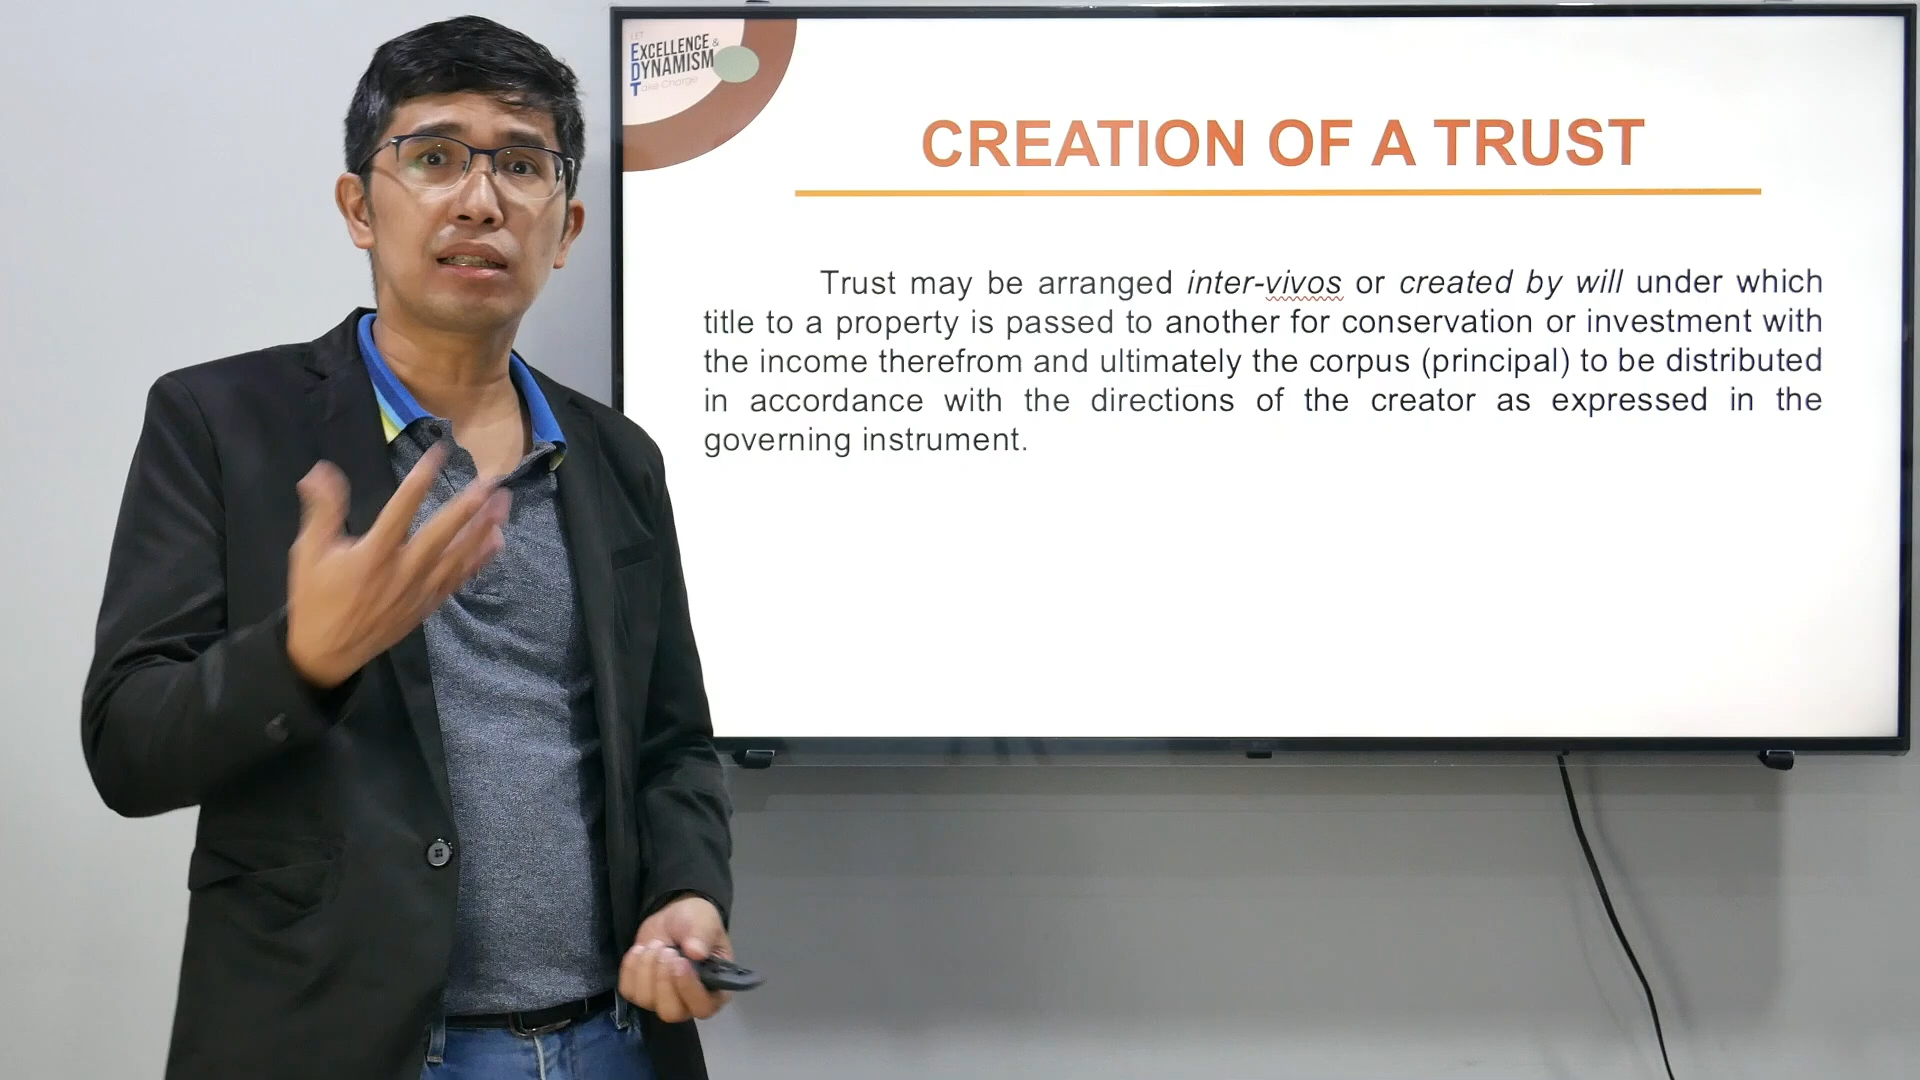 LET
EXCELLENCE &
DYNAMISM
Take Charge
CREATION OF A TRUST
Trust may be arranged inter-vivos or created by will under which
title to a property is passed to another for conservation or investment with
the income therefrom and ultimately the corpus (principal) to be distributed
in accordance with the directions of the creator as expressed in the
governing instrument.